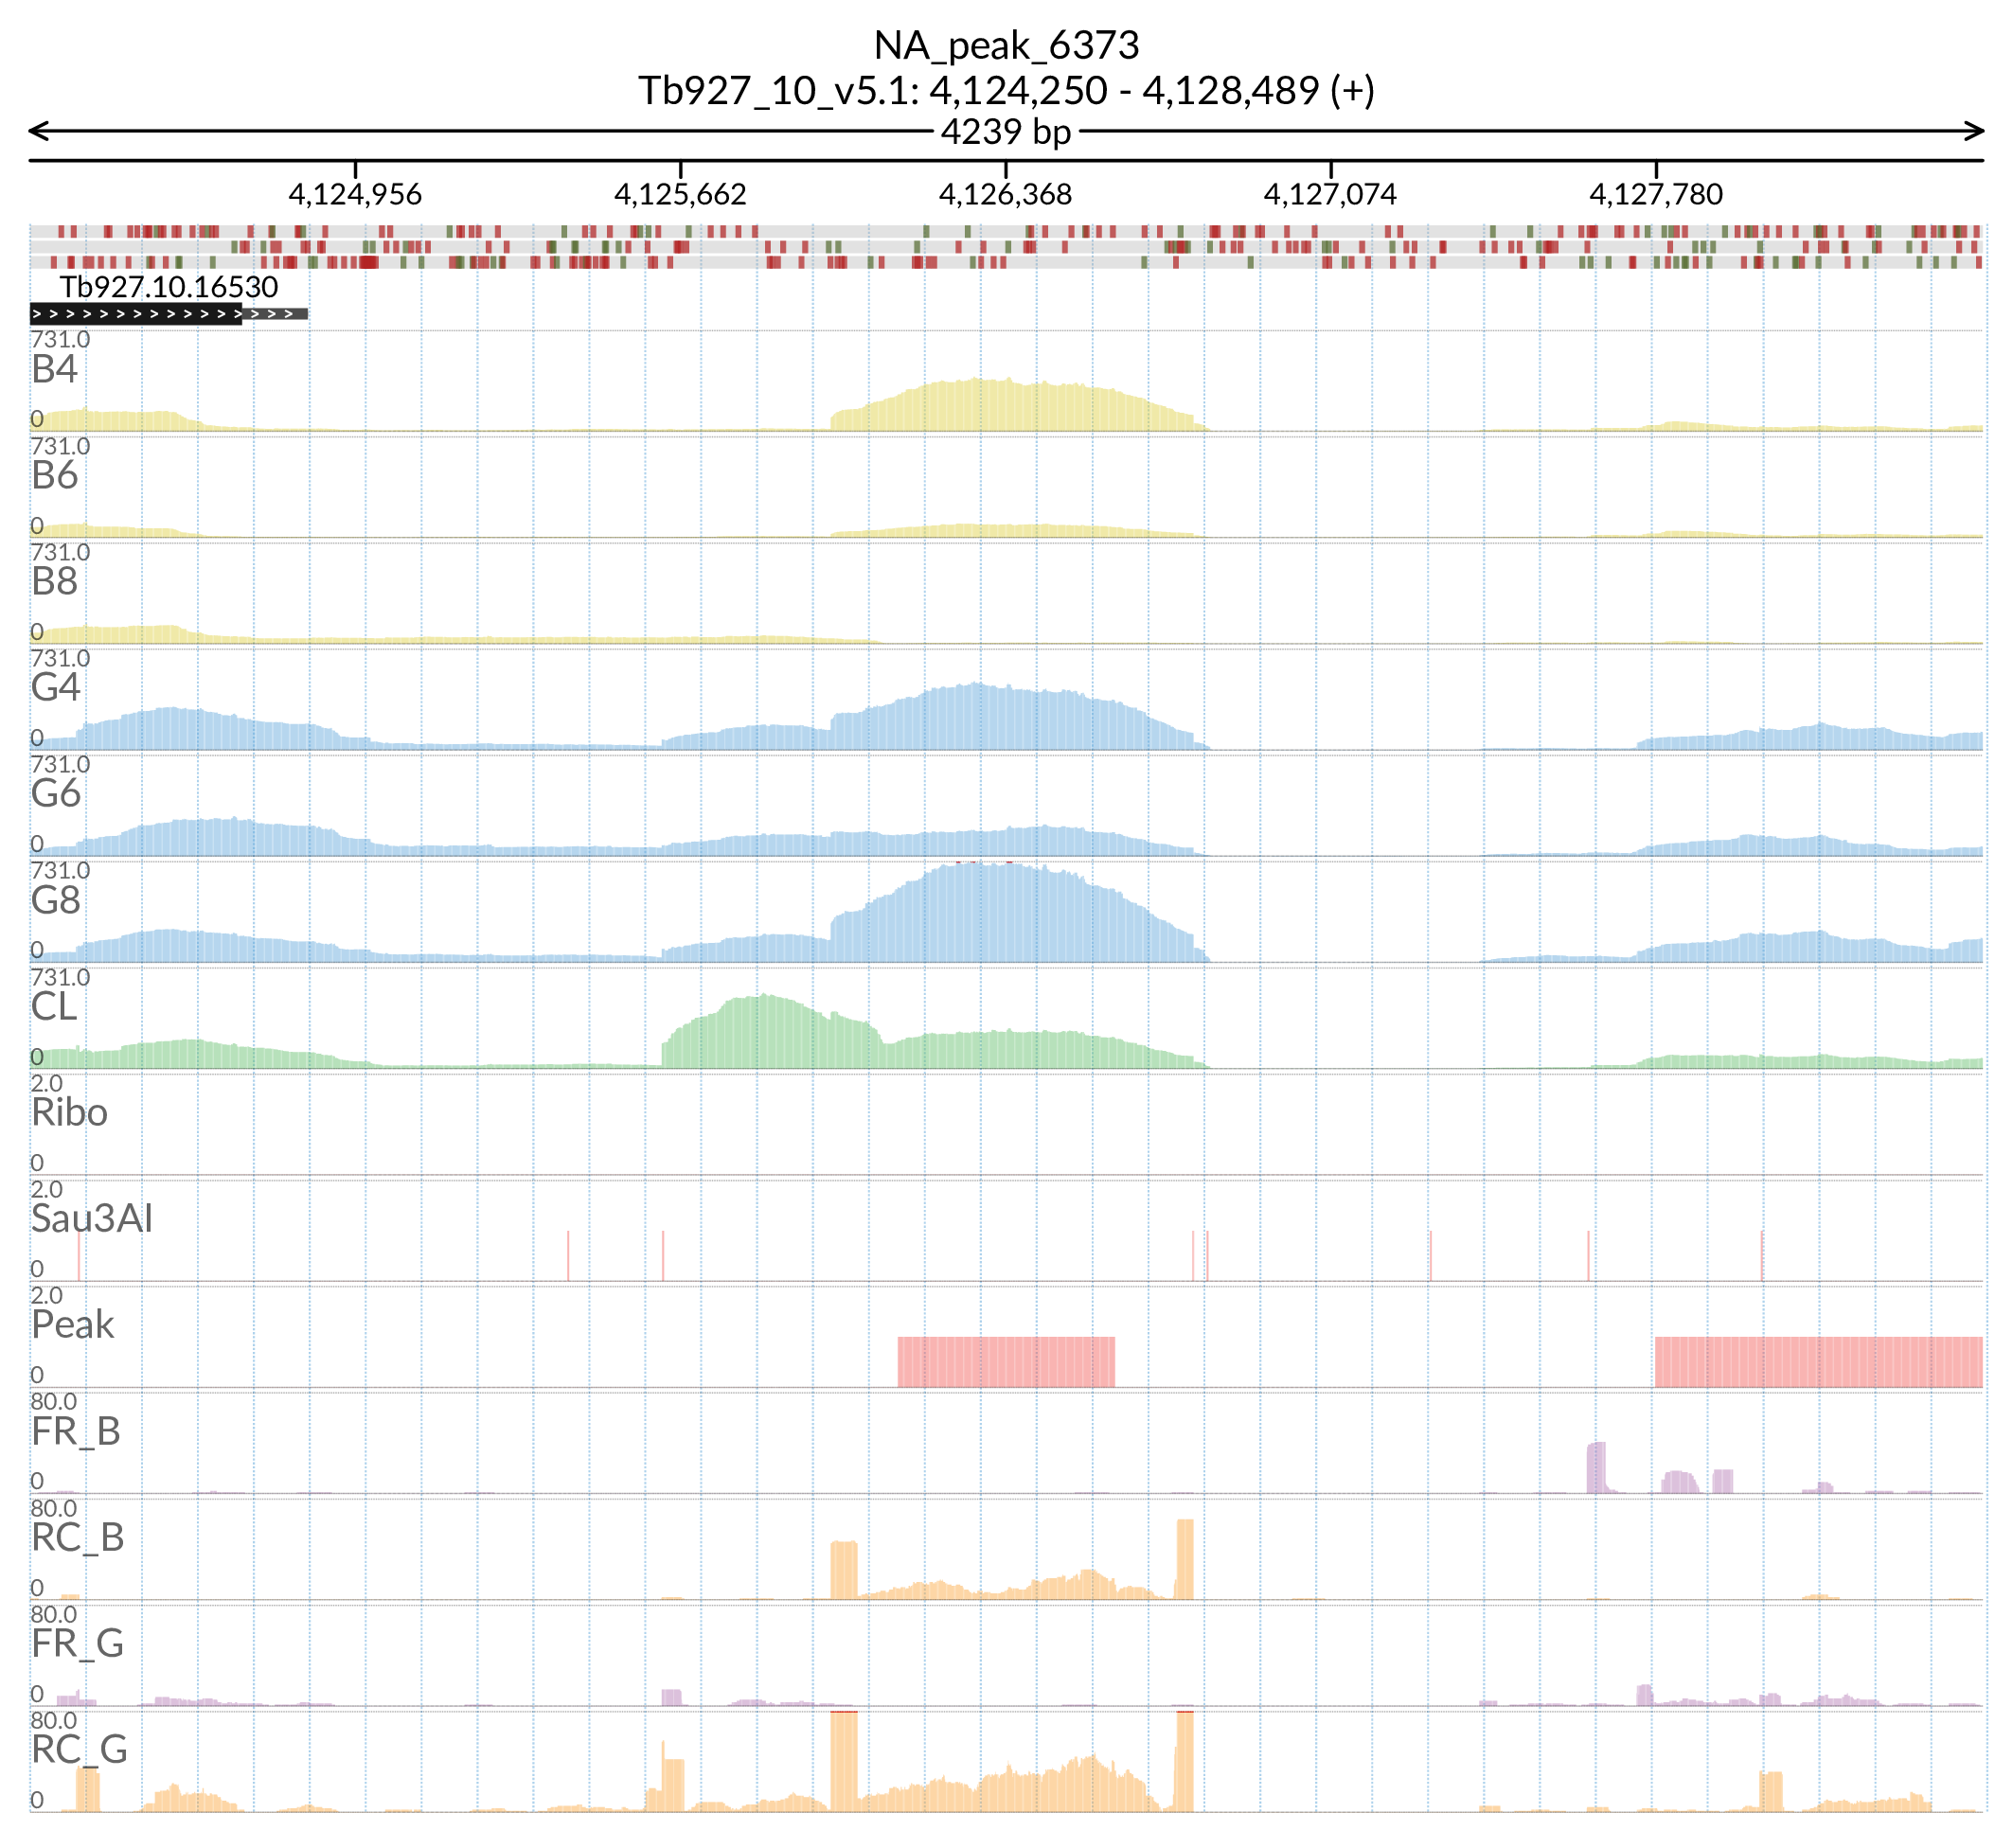 NA_peak_6373
Tb927_10_v5.1: 4,124,250 - 4,128,489 (+)
4239 bp
4,124,956 4,125,662 4,126,368 4,127,074 4,127,780
Tb927.10.16530
731.0
B4
0
731.0
B6
0
731.0
B8
0
731.0
G4
0
731.0
G6
0
731.0
G8
0
731.0
CL
0
2.0
Ribo
0
2.0
Sau3AI
0
2.0
Peak
0
80.0
FR_B
0
80.0
RC_B
0
80.0
FR_G
0
80.0
RC_G
0